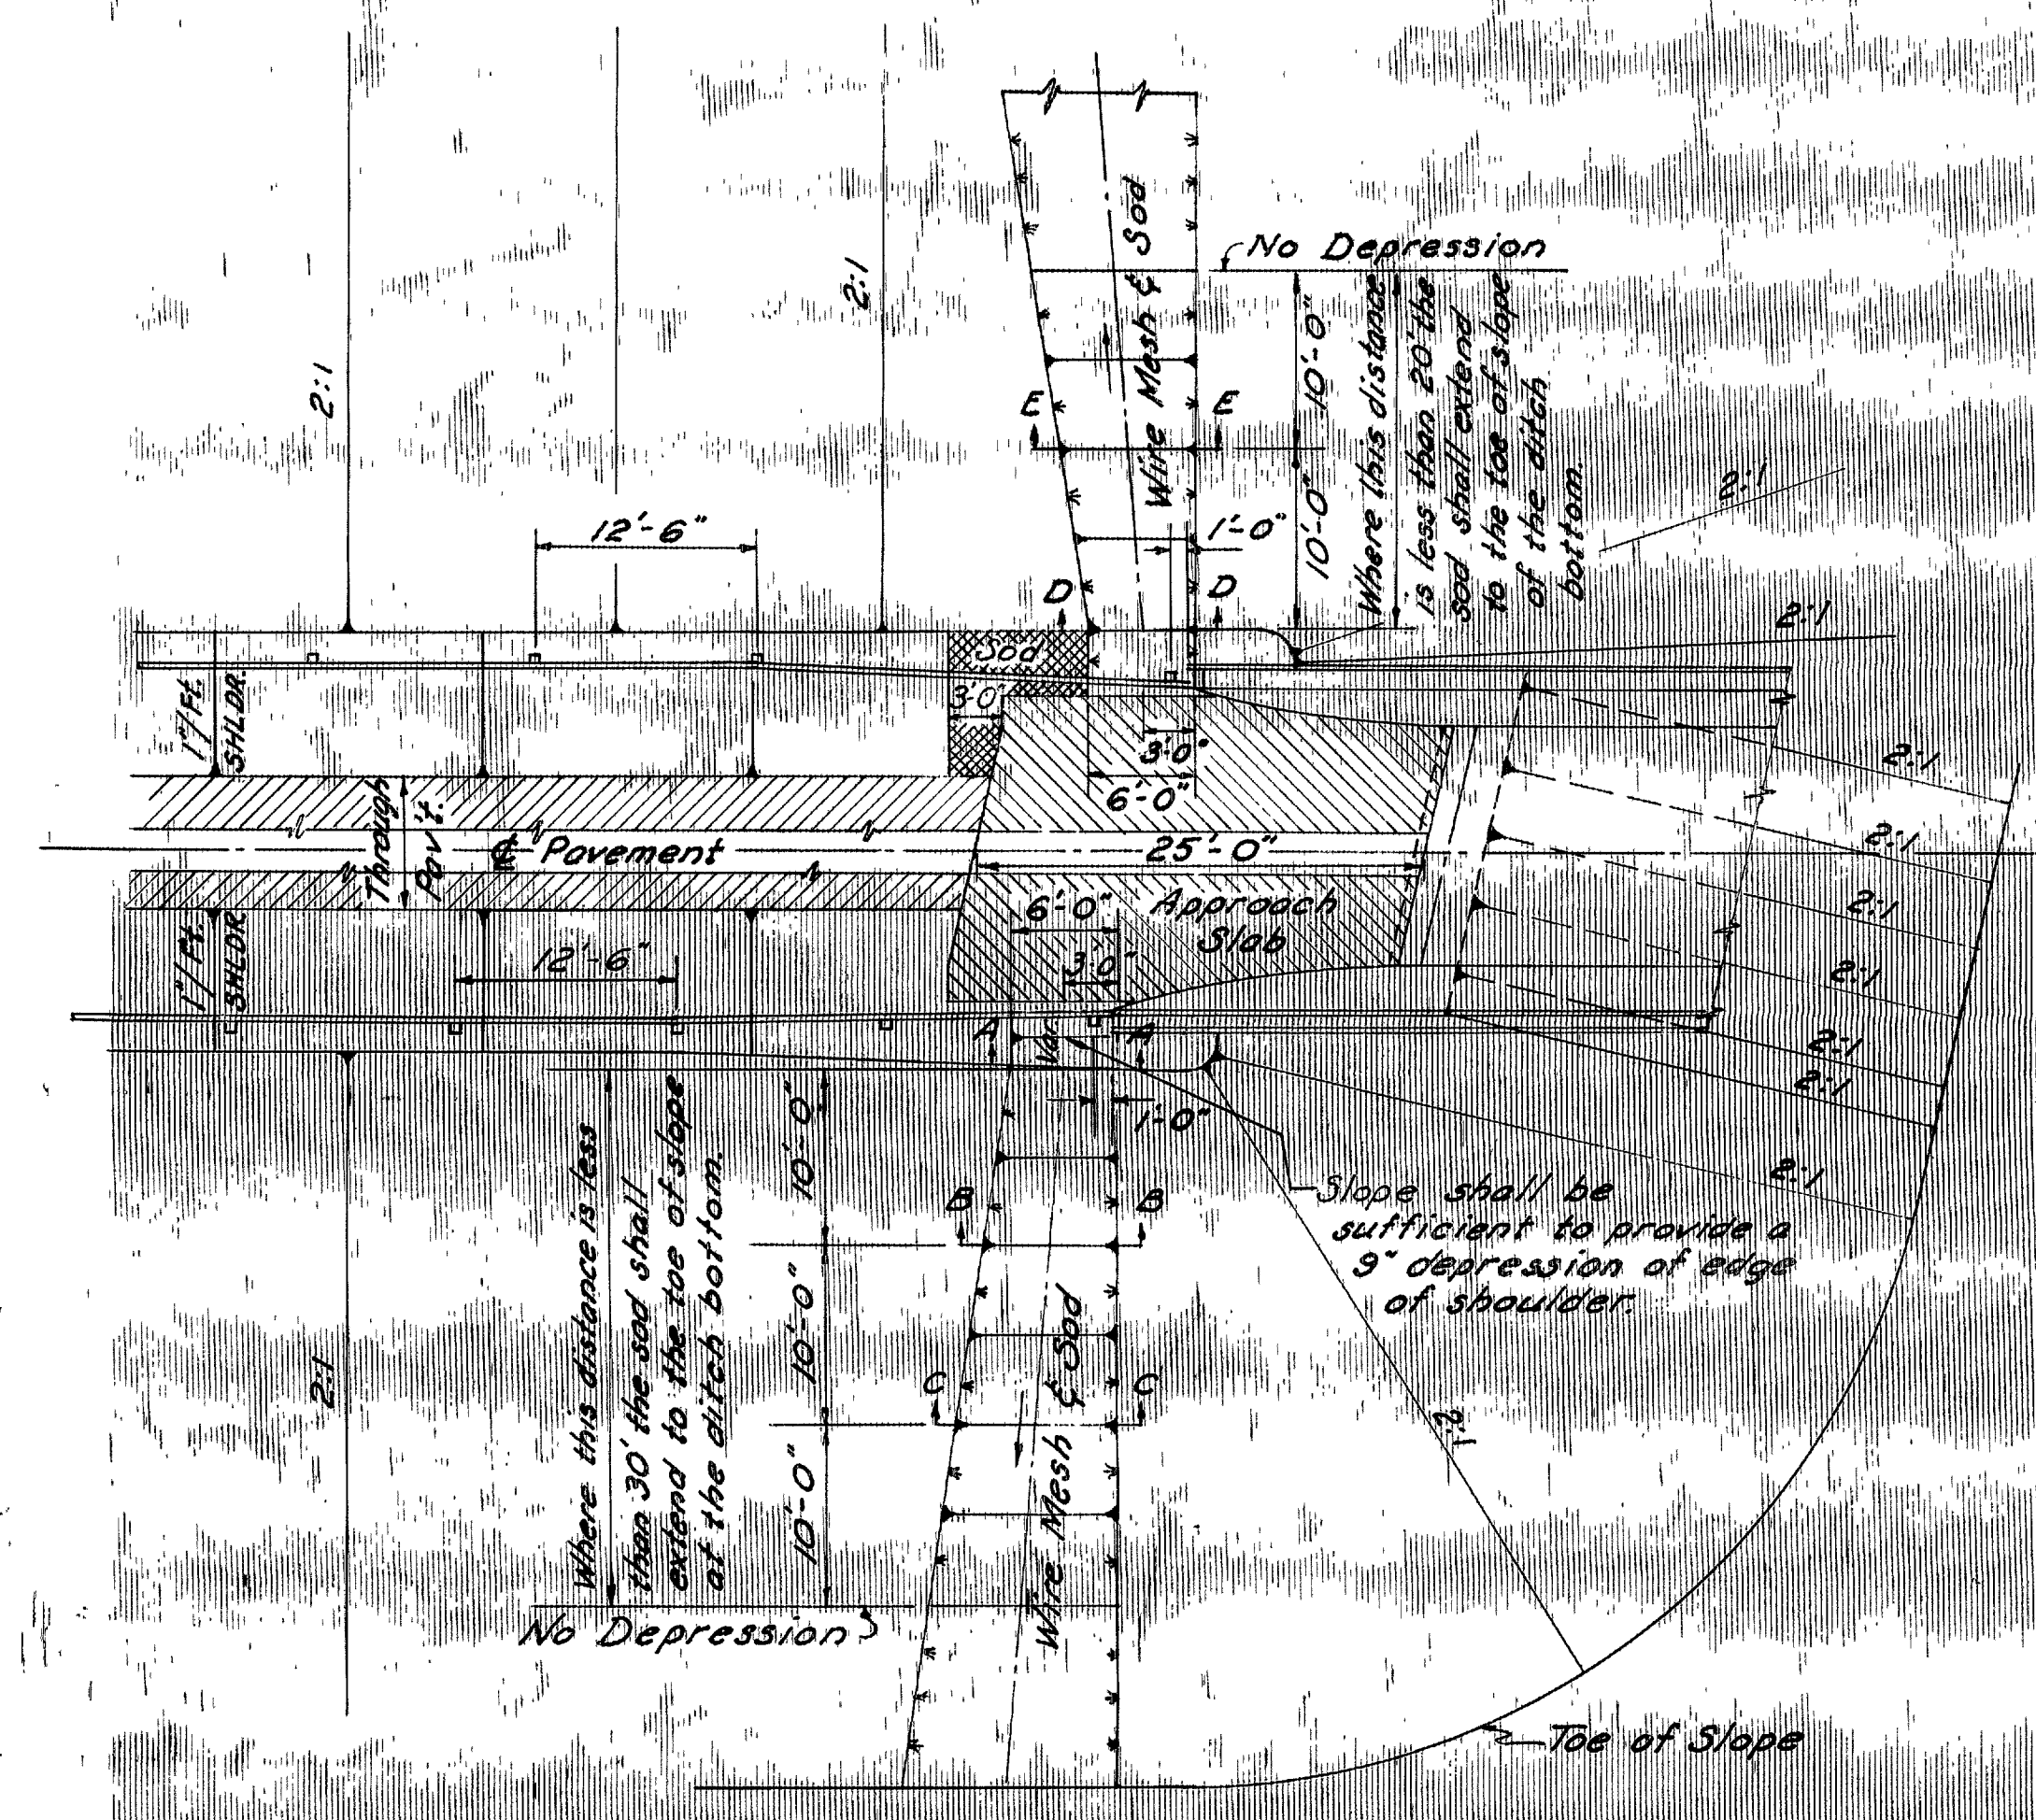 2:1
2:1
Wire Mesh & Sod
No Depression
10'-0"
10'-0"
Where this distance
is less than 20' the
sod shall extend
to the toe of slope
of the ditch
bottom.
E
E
2:1
12'-6"
1'-0"
D
D
2:1
Sod
3'-0"
1"/Ft.
SHLDR.
3'-0"
6'-0"
2:1
Through
Pav't.
℄ Pavement
25'-0"
2:1
1"/Ft.
SHLDR
12'-6"
6'-0"
Approach
Slab
3'-0"
2:1
2:1
A
Var.
A
2:1
2:1
1'-0"
2:1
Where this distance is less
than 30' the sod shall
extend to the toe of slope
at the ditch bottom.
10'-0"
10'-0"
10'-0"
B
B
Slope shall be
sufficient to provide a
9" depression of edge
of shoulder.
2:1
C
C
2:1
Wire Mesh & Sod
No Depression
Toe of Slope